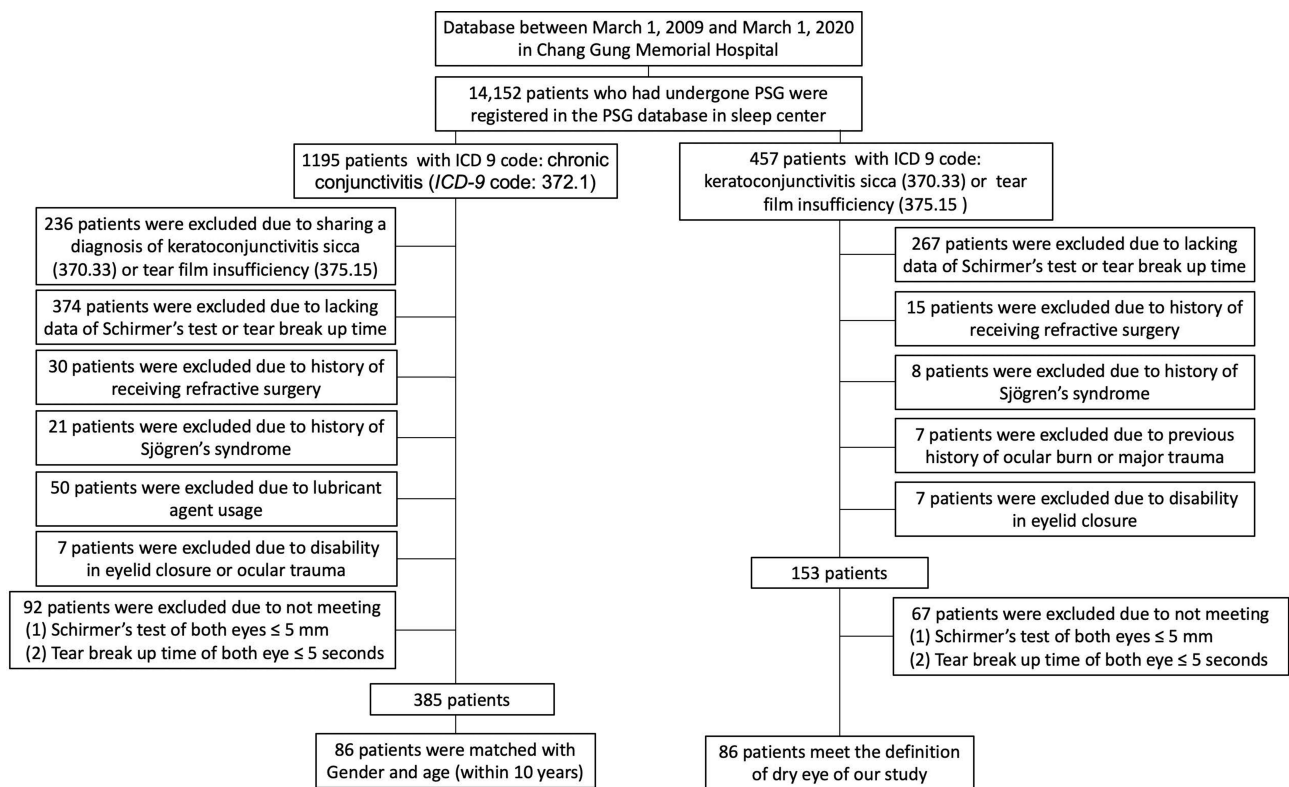 Database between March 1, 2009 and March 1, 2020
in Chang Gung Memorial Hospital
14,152 patients who had undergone PSG were
registered in the PSG database in sleep center
1195 patients with ICD 9 code: chronic
conjunctivitis (ICD-9 code: 372.1)
236 patients were excluded due to sharing a
diagnosis of keratoconjunctivitis sicca
(370.33) or tear film insufficiency (375.15)
374 patients were excluded due to lacking
data of Schirmer's test or tear break up time
30 patients were excluded due to history of
receiving refractive surgery
21 patients were excluded due to history of
Sjögren's syndrome
50 patients were excluded due to lubricant
agent usage
7 patients were excluded due to disability
in eyelid closure or ocular trauma
92 patients were excluded due to not meeting
(1) Schirmer's test of both eyes ≤ 5 mm
(2) Tear break up time of both eye ≤ 5 seconds
385 patients
86 patients were matched with
Gender and age (within 10 years)
457 patients with ICD 9 code:
keratoconjunctivitis sicca (370.33) or tear
film insufficiency (375.15 )
267 patients were excluded due to lacking
data of Schirmer's test or tear break up time
15 patients were excluded due to history of
receiving refractive surgery
8 patients were excluded due to history of
Sjögren's syndrome
7 patients were excluded due to previous
history of ocular burn or major trauma
7 patients were excluded due to disability
in eyelid closure
153 patients
67 patients were excluded due to not meeting
(1) Schirmer's test of both eyes ≤ 5 mm
(2) Tear break up time of both eye ≤ 5 seconds
86 patients meet the definition
of dry eye of our study